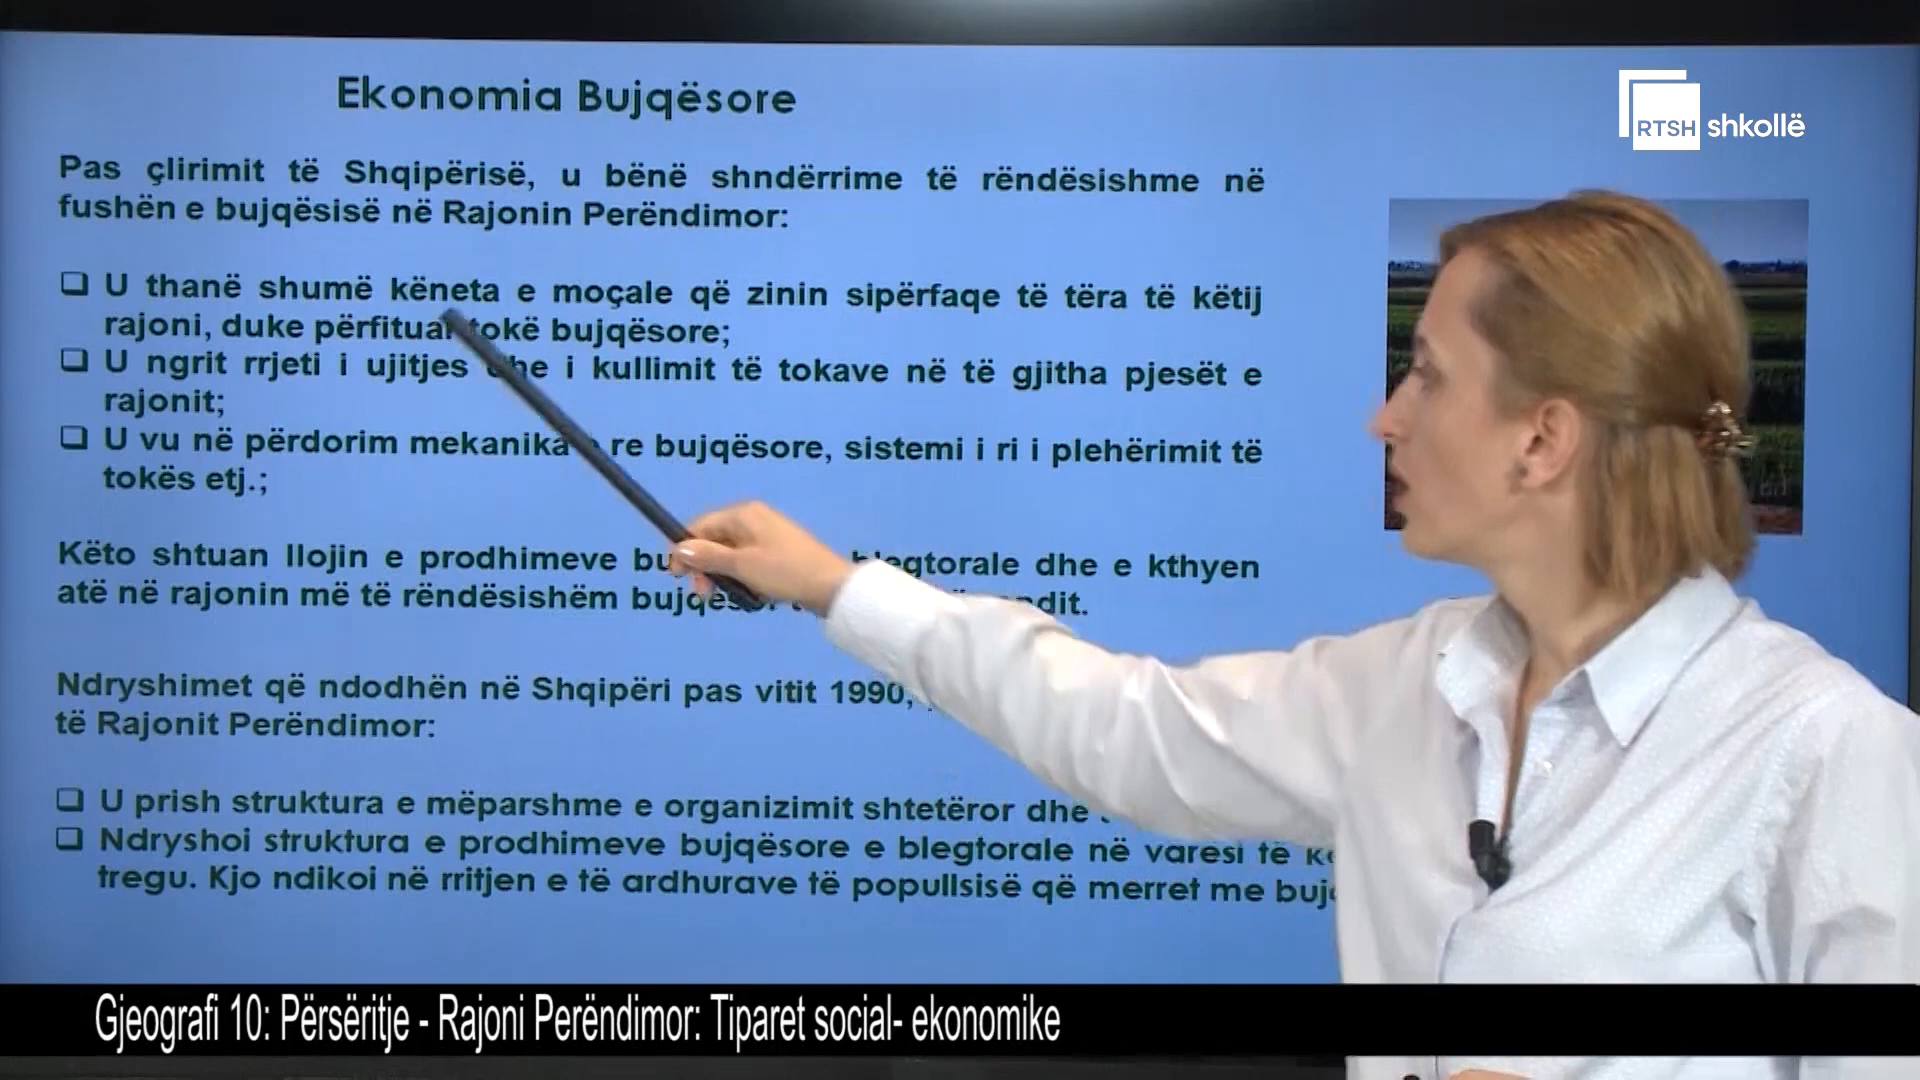 Ekonomia Bujqësore
RTSH shkollë
Pas çlirimit të Shqipërisë, u bënë shndërrime të rëndësishme në
fushën e bujqësisë në Rajonin Perëndimor:
U thanë shumë këneta e moçale që zinin sipërfaqe të tëra të këtij
rajoni, duke përfituar tokë bujqësore;
U ngrit rrjeti i ujitjes dhe i kullimit të tokave në të gjitha pjesët e
rajonit;
U vu në përdorim mekanika e re bujqësore, sistemi i ri i plehërimit të
tokës etj.;
Këto shtuan llojin e prodhimeve blegtorale dhe e kthyen
atë në rajonin më të rëndësishëm bujqësor
Ndryshimet që ndodhën në Shqipëri pas vitit 1990,
të Rajonit Perëndimor:
U prish struktura e mëparshme e organizimit shtetëror dhe
Ndryshoi struktura e prodhimeve bujqësore e blegtorale në varësi të
tregu. Kjo ndikoi në rritjen e të ardhurave të popullsisë që merret me
Gjeografi 10: Përsëritje - Rajoni Perëndimor: Tiparet social- ekonomike